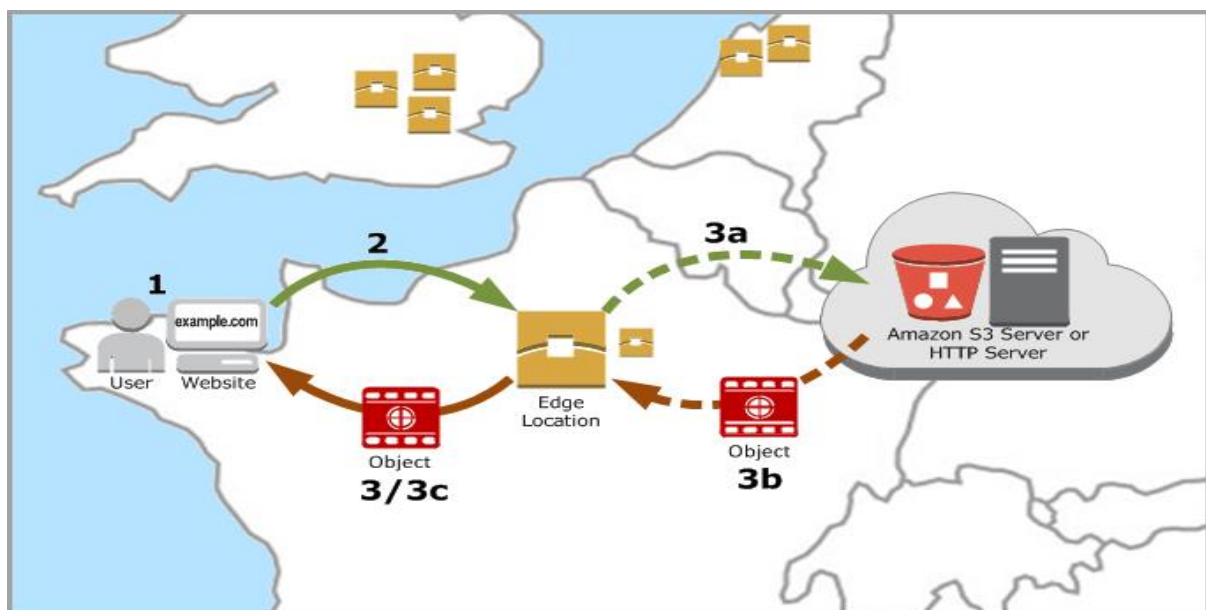 1
2
3a
example.com
User
Website
Edge
Location
Amazon S3 Server or
HTTP Server
Object
3/3c
Object
3b